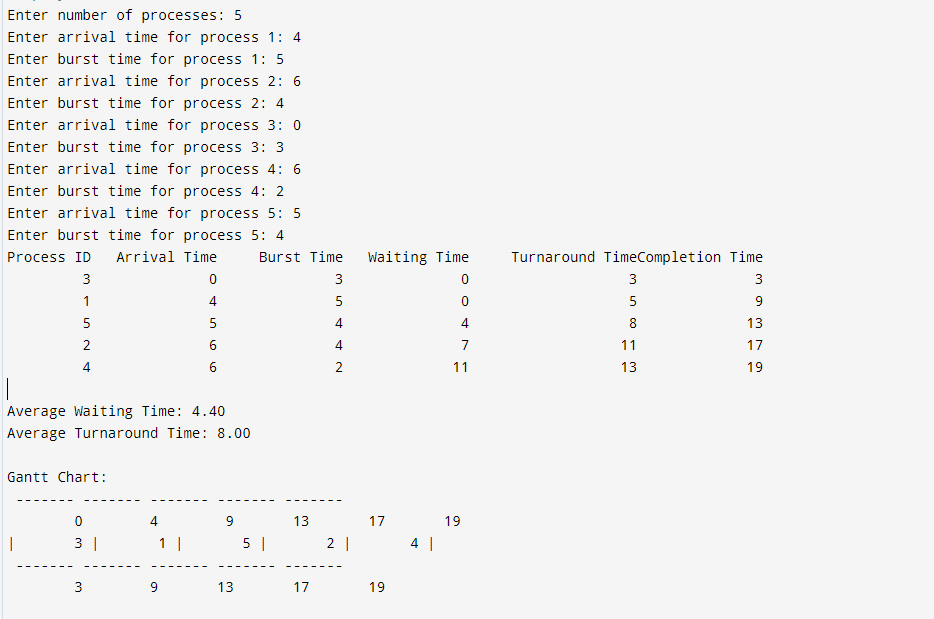 Enter number of processes: 5
Enter arrival time for process 1: 4
Enter burst time for process 1: 5
Enter arrival time for process 2: 6
Enter burst time for process 2: 4
Enter arrival time for process 3: 0
Enter burst time for process 3: 3
Enter arrival time for process 4: 6
Enter burst time for process 4: 2
Enter arrival time for process 5: 5
Enter burst time for process 5: 4
Process ID   Arrival Time     Burst Time   Waiting Time     Turnaround TimeCompletion Time
         3              0              3              0                   3              3
         1              4              5              0                   5              9
         5              5              4              4                   8             13
         2              6              4              7                  11             17
         4              6              2             11                  13             19

Average Waiting Time: 4.40
Average Turnaround Time: 8.00

Gantt Chart:
 ------- ------- ------- ------- -------
        0        4        9       13       17       19
|       3 |       1 |       5 |       2 |       4 |
 ------- ------- ------- ------- -------
        3        9       13       17       19